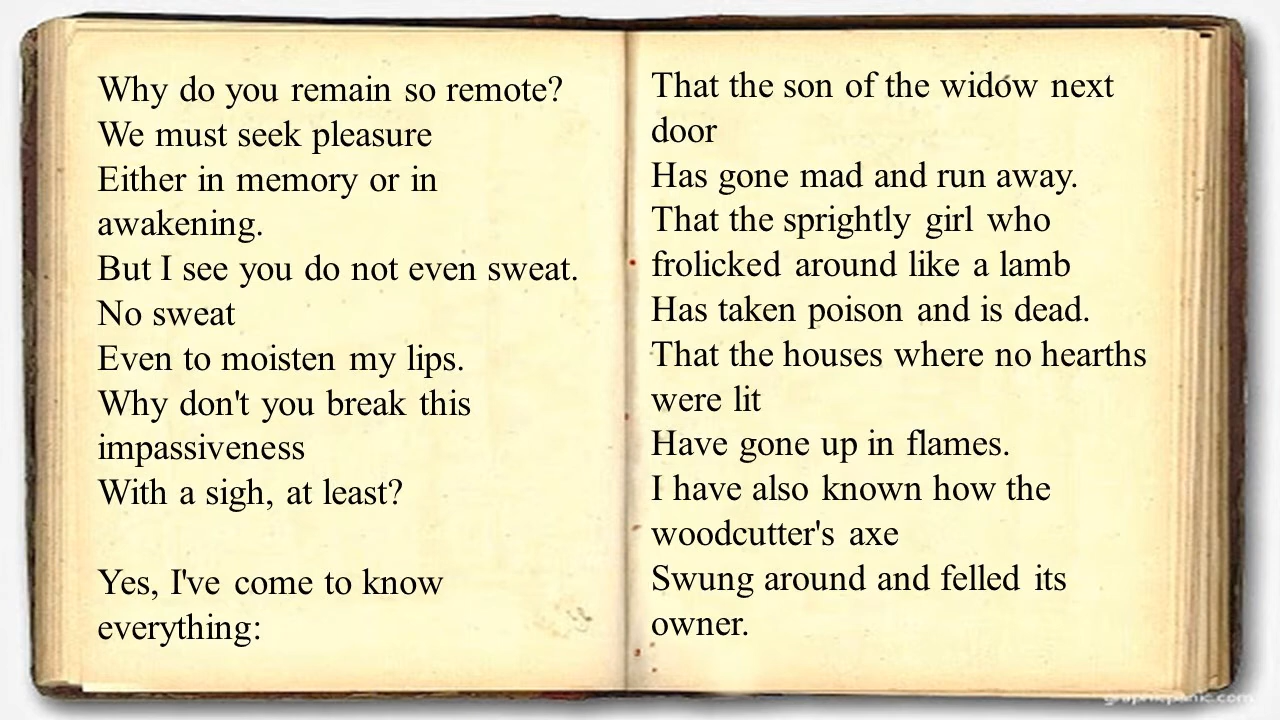 Why do you remain so remote?
We must seek pleasure
Either in memory or in
awakening.
But I see you do not even sweat.
No sweat
Even to moisten my lips.
Why don't you break this
impassiveness
With a sigh, at least?
Yes, I've come to know
everything:
That the son of the widow next
door
Has gone mad and run away.
That the sprightly girl who
frolicked around like a lamb
Has taken poison and is dead.
That the houses where no hearths
were lit
Have gone up in flames.
I have also known how the
woodcutter's axe
Swung around and felled its
owner.